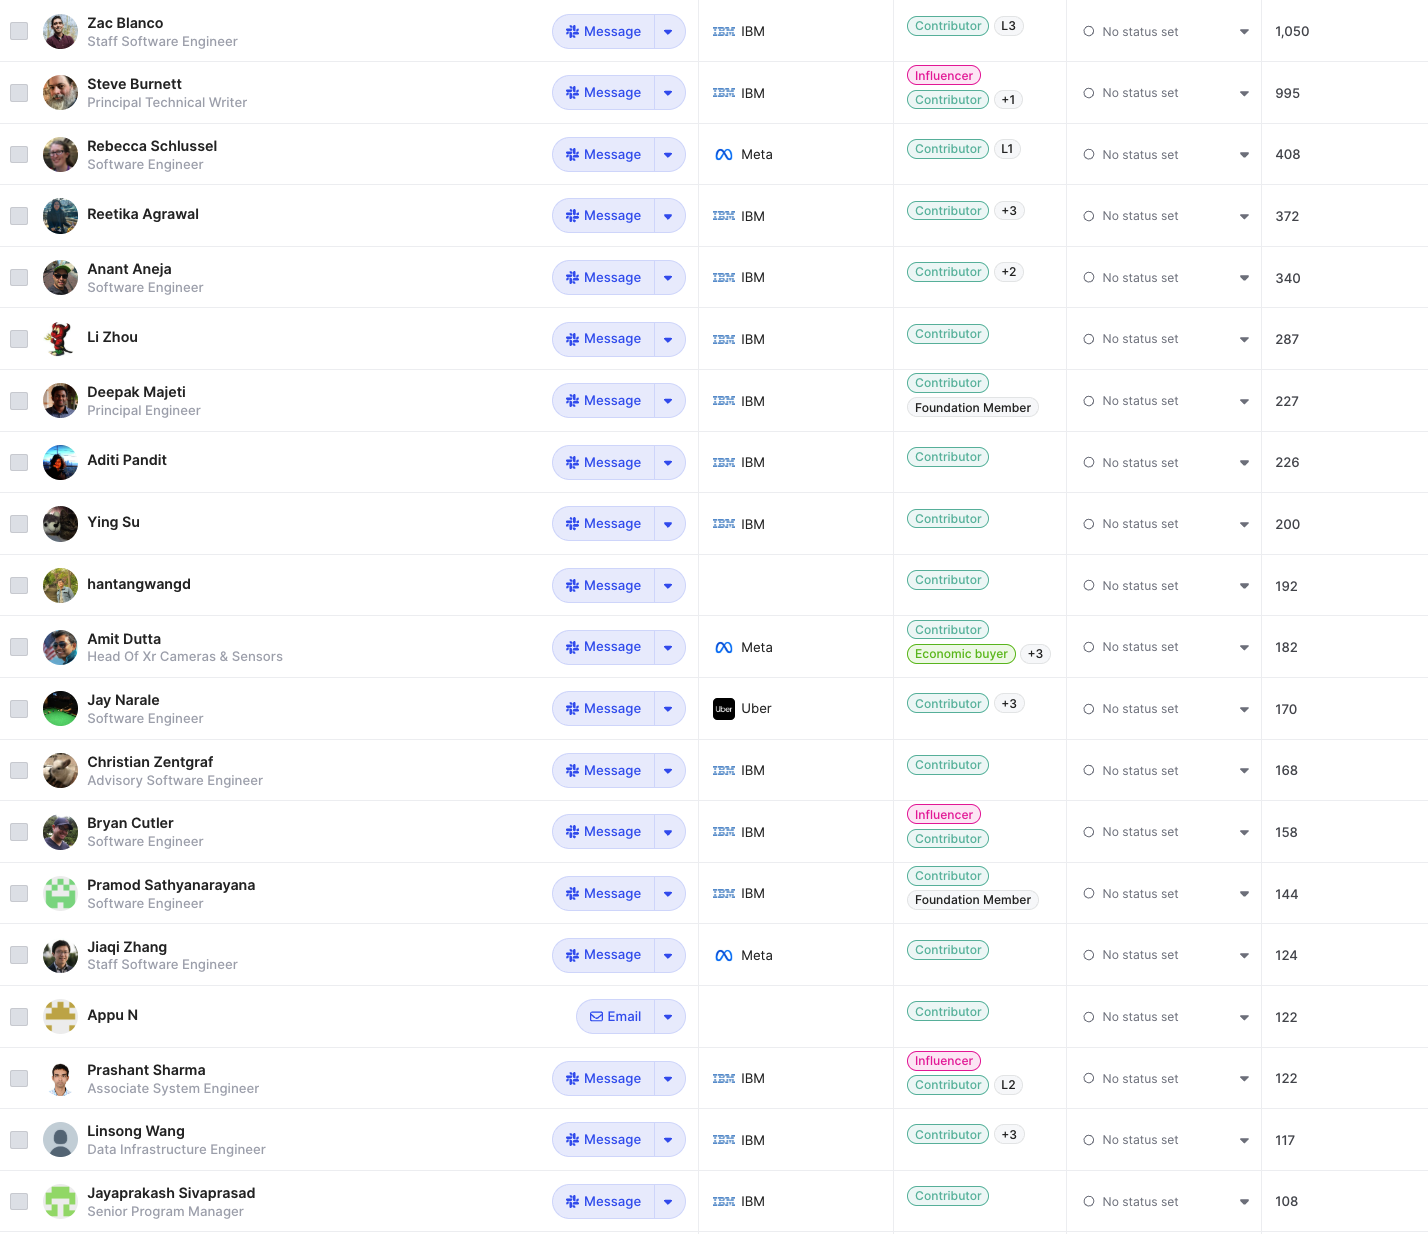 Zac Blanco
Staff Software Engineer
Message
IBM IBM
Contributor L3
No status set
1,050
Steve Burnett
Principal Technical Writer
Message
IBM IBM
Influencer
Contributor +1
No status set
995
Rebecca Schlussel
Software Engineer
Message
Meta
Contributor L1
No status set
408
Reetika Agrawal
Message
IBM IBM
Contributor +3
No status set
372
Anant Aneja
Software Engineer
Message
IBM IBM
Contributor +2
No status set
340
Li Zhou
Message
IBM IBM
Contributor
No status set
287
Deepak Majeti
Principal Engineer
Message
IBM IBM
Contributor
Foundation Member
No status set
227
Aditi Pandit
Message
IBM IBM
Contributor
No status set
226
Ying Su
Message
IBM IBM
Contributor
No status set
200
hantangwangd
Message
Contributor
No status set
192
Amit Dutta
Head Of Xr Cameras & Sensors
Message
Meta
Contributor
Economic buyer +3
No status set
182
Jay Narale
Software Engineer
Message
Uber Uber
Contributor +3
No status set
170
Christian Zentgraf
Advisory Software Engineer
Message
IBM IBM
Contributor
No status set
168
Bryan Cutler
Software Engineer
Message
IBM IBM
Influencer
Contributor
No status set
158
Pramod Sathyanarayana
Software Engineer
Message
IBM IBM
Contributor
Foundation Member
No status set
144
Jiaqi Zhang
Staff Software Engineer
Message
Meta
Contributor
No status set
124
Appu N
Email
Contributor
No status set
122
Prashant Sharma
Associate System Engineer
Message
IBM IBM
Influencer
Contributor L2
No status set
122
Linsong Wang
Data Infrastructure Engineer
Message
IBM IBM
Contributor +3
No status set
117
Jayaprakash Sivaprasad
Senior Program Manager
Message
IBM IBM
Contributor
No status set
108